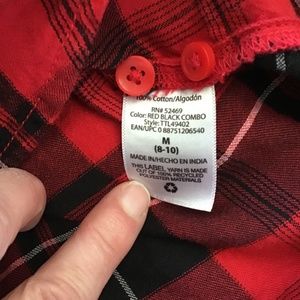 100% Cotton/Algodón
RN# 52469
Color: RED BLACK COMBO
Style: TTL49402
EAN/UPC 0 88751206540
M
(8-10)
MADE IN/HECHO EN INDIA
THIS LABEL YARN IS MADE
OUT OF 100% RECYCLED
POLYESTER MATERIALS